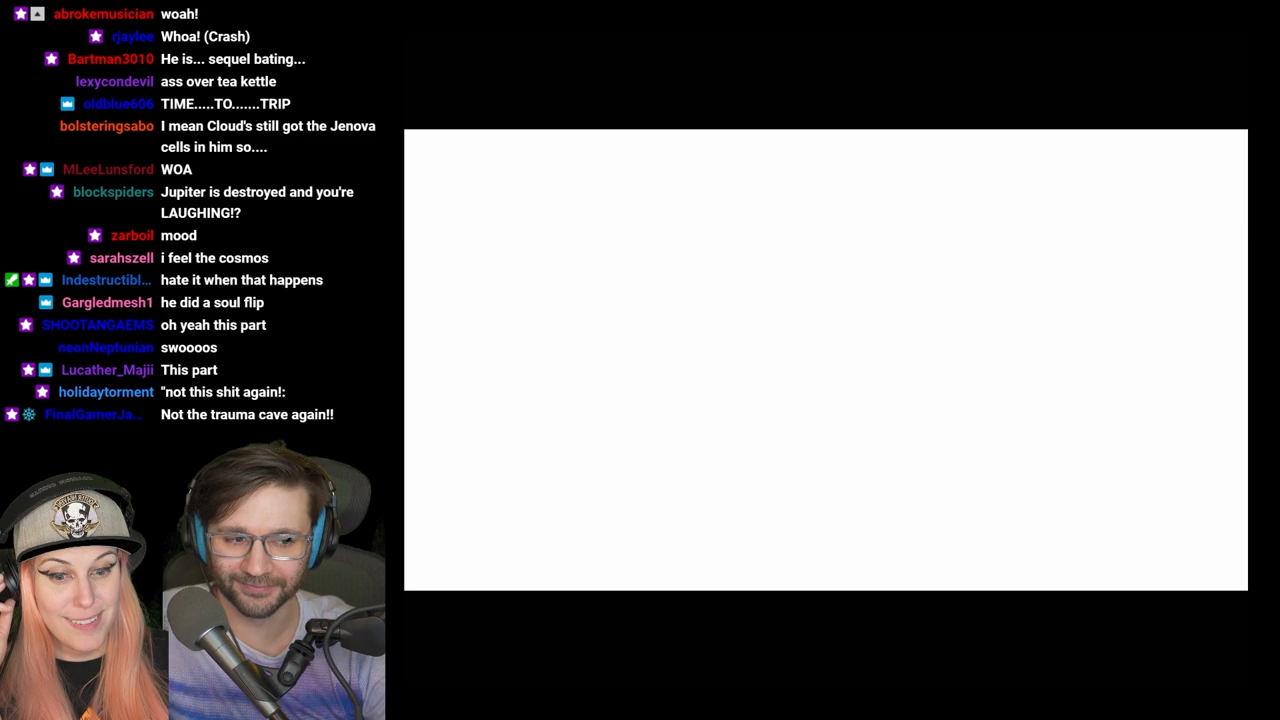 abrokemusician woah!
rjaylee Whoa! (Crash)
Bartman3010 He is... sequel bating...
lexycondevil ass over tea kettle
oldblue606 TIME.....TO.......TRIP
bolsteringsabo I mean Cloud's still got the Jenova
cells in him so....
MLeeLunsford WOA
blockspiders Jupiter is destroyed and you're
LAUGHING!?
zarboil mood
sarahszell i feel the cosmos
Indestructibl... hate it when that happens
Gargledmesh1 he did a soul flip
SHOOTANGAEMS oh yeah this part
neonNeptunian swoooos
Lucather_Majii This part
holidaytorment "not this shit again!:
FinalGamerJa... Not the trauma cave again!!